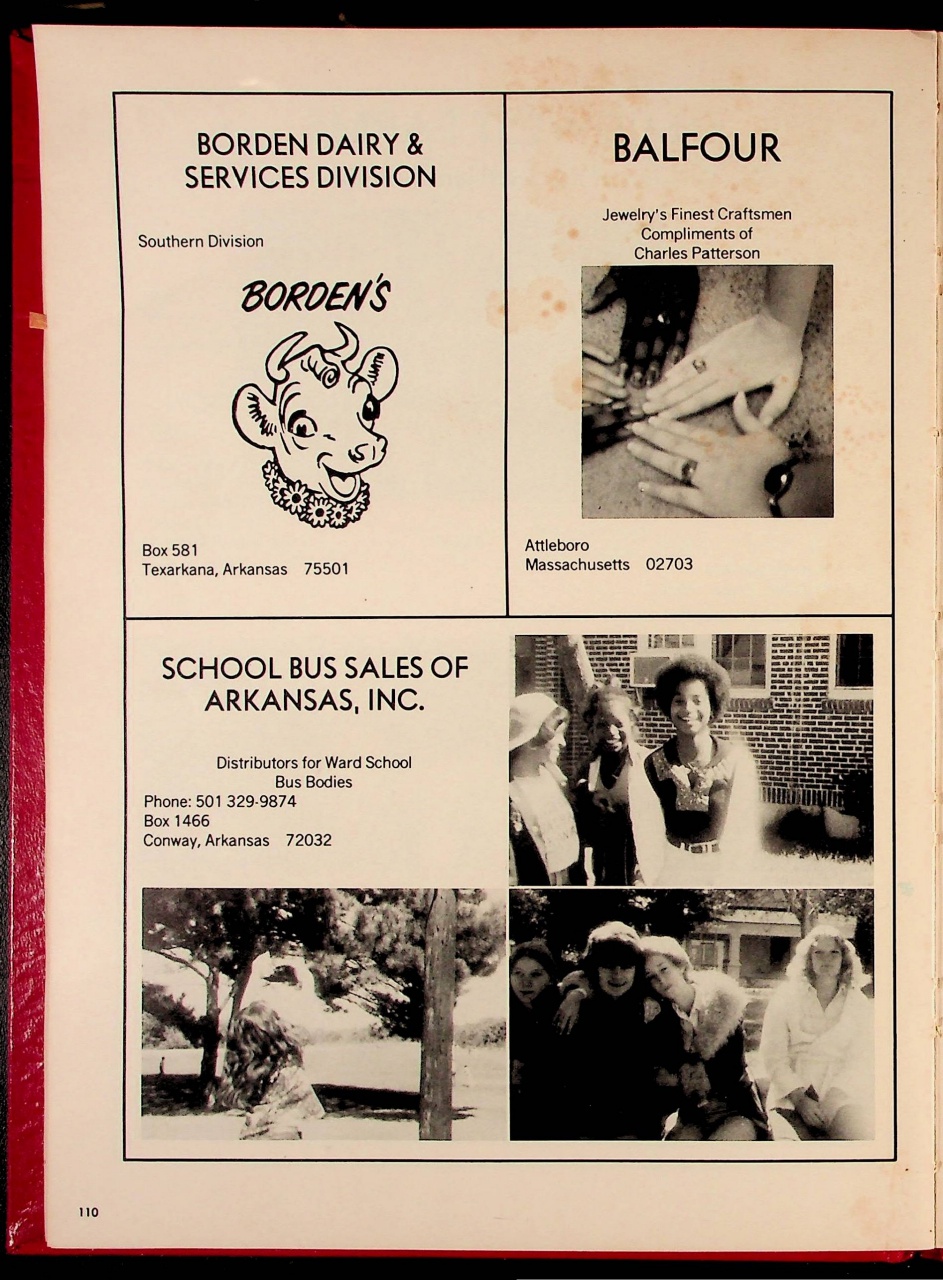 BORDEN DAIRY &
SERVICES DIVISION
Southern Division
BORDEN'S
Box 581
Texarkana, Arkansas 75501
BALFOUR
Jewelry's Finest Craftsmen
Compliments of
Charles Patterson
Attleboro
Massachusetts 02703
SCHOOL BUS SALES OF
ARKANSAS, INC.
Distributors for Ward School
Bus Bodies
Phone: 501 329-9874
Box 1466
Conway, Arkansas 72032
110